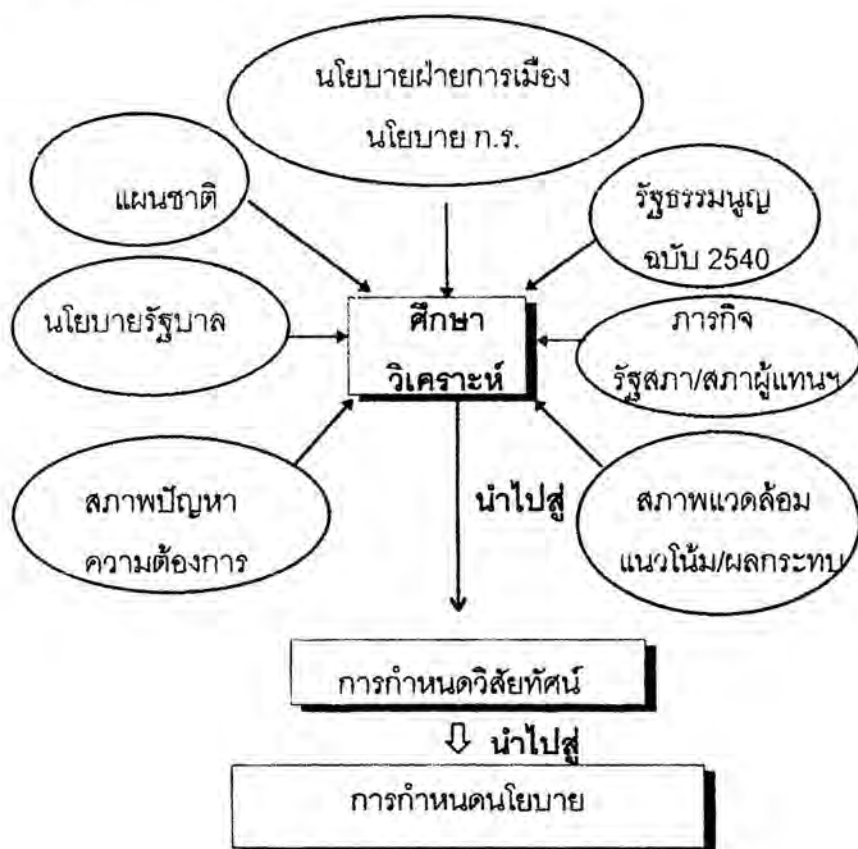 นโยบายฝ่ายการเมือง
นโยบาย ก.ร.
แผนชาติ
รัฐธรรมนูญ
ฉบับ 2540
นโยบายรัฐบาล
ศึกษา
วิเคราะห์
ภารกิจ
รัฐสภา/สภาผู้แทนฯ
สภาพปัญหา
ความต้องการ
นำไปสู่
สภาพแวดล้อม
แนวโน้ม/ผลกระทบ
การกำหนดวิสัยทัศน์
นำไปสู่
การกำหนดนโยบาย